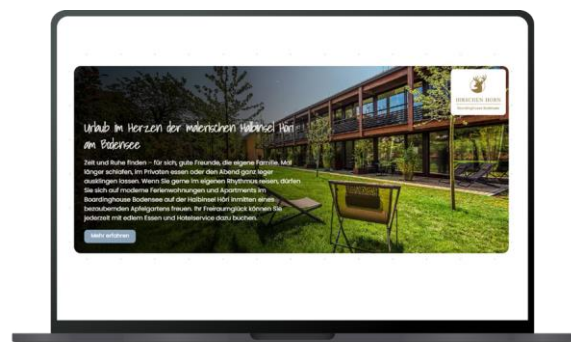 Urlaub im Herzen der malerischen Halbinsel Höri
am Bodensee
Zeit und Ruhe finden – für sich, gute Freunde, die eigene Familie. Mal
länger schlafen, im Privaten essen oder den Abend ganz leger
ausklingen lassen. Wenn Sie gerne im eigenen Rhythmus reisen, dürfen
Sie sich auf moderne Ferienwohnungen und Apartments im
Boardinghouse Bodensee auf der Halbinsel Höri inmitten eines
bezaubernden Apfelgartens freuen. Ihr Freiraumglück können Sie
jederzeit mit edlem Essen und Hotelservice dazu buchen.
Mehr erfahren
HIRSCHEN HORN